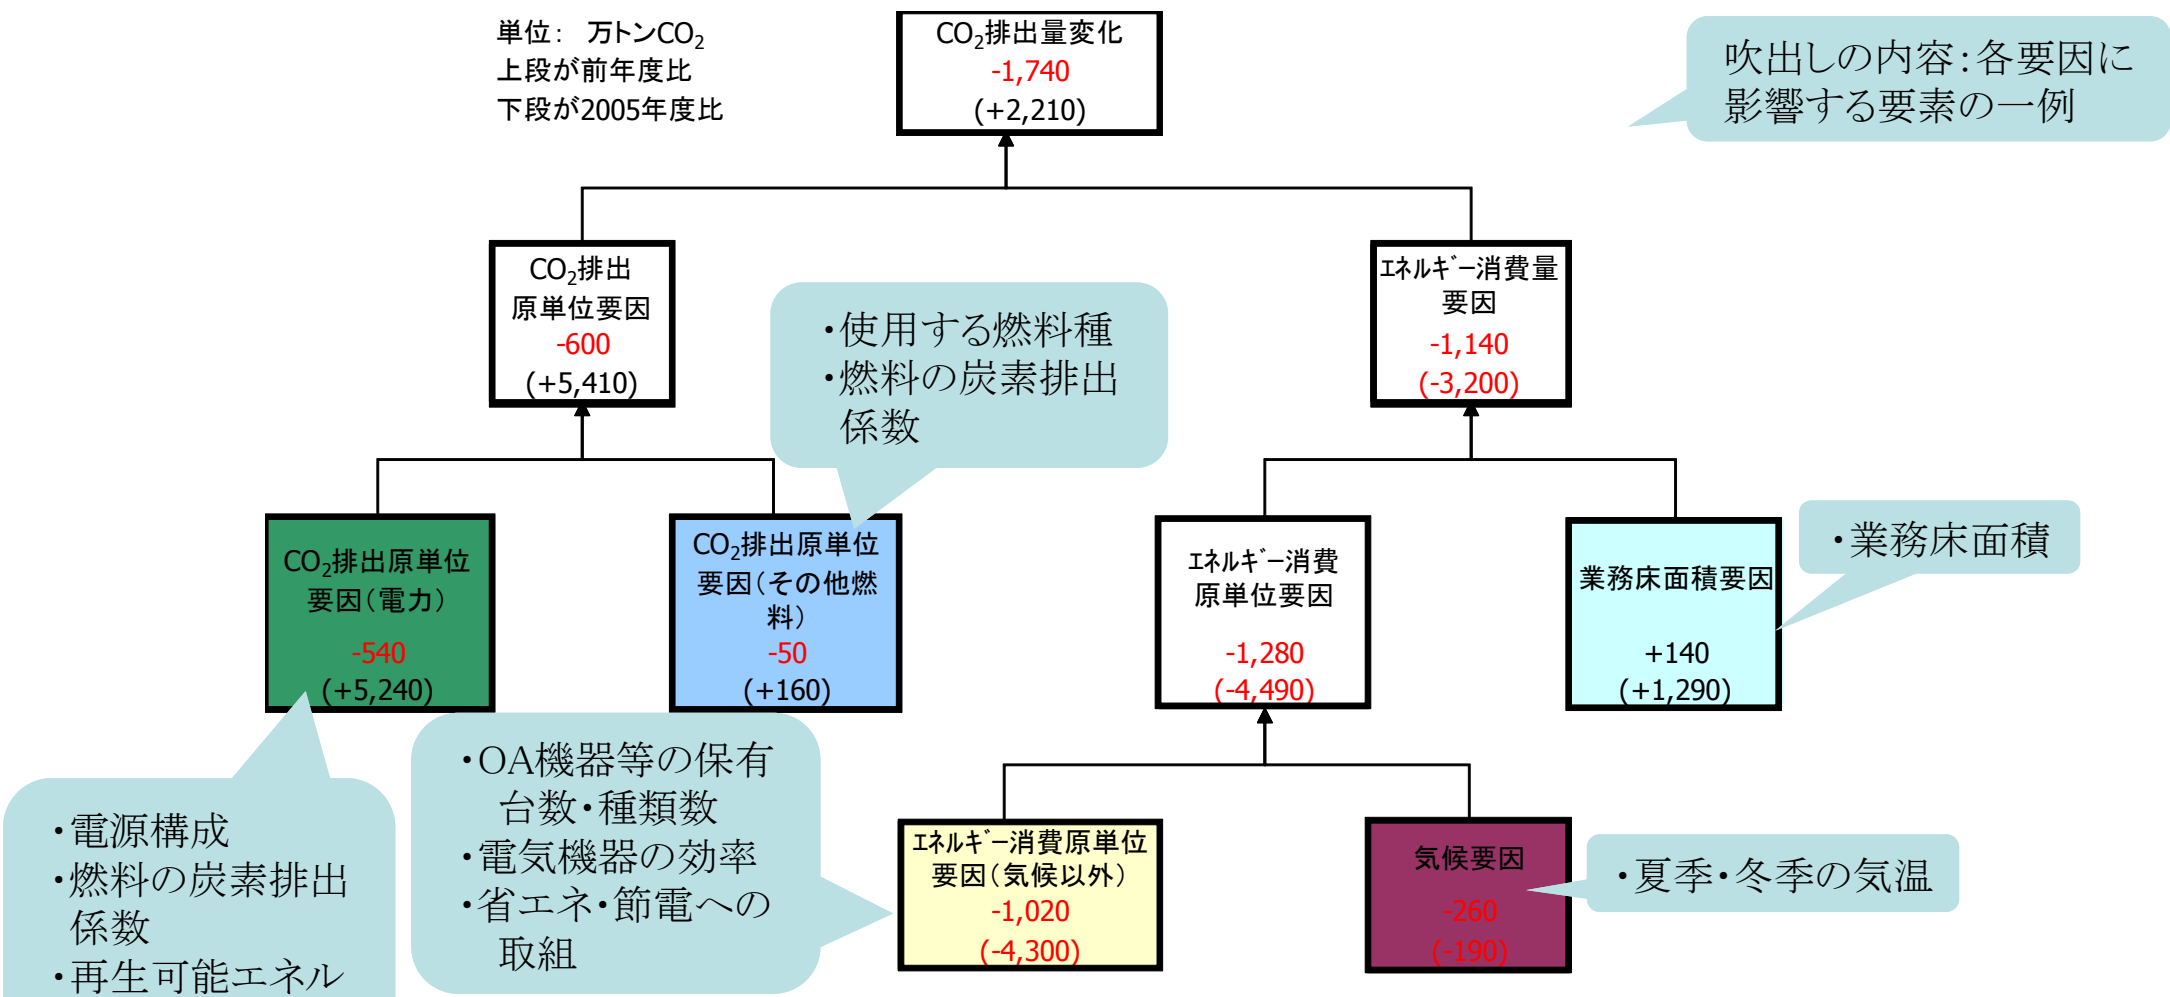 単位： 万トンCO2
上段が前年度比
下段が2005年度比
CO2排出量変化
-1,740
(+2,210)
吹出しの内容：各要因に
影響する要素の一例
CO2排出
原単位要因
-600
(+5,410)
・使用する燃料種
・燃料の炭素排出
係数
ｴﾈﾙｷﾞｰ消費量
要因
-1,140
(-3,200)
CO2排出原単位
要因（電力）
-540
(+5,240)
CO2排出原単位
要因（その他燃
料）
-50
(+160)
ｴﾈﾙｷﾞｰ消費
原単位要因
-1,280
(-4,490)
業務床面積要因
+140
(+1,290)
・業務床面積
・電源構成
・燃料の炭素排出
係数
・再生可能エネル
・OA機器等の保有
台数・種類数
・電気機器の効率
・省エネ・節電への
取組
ｴﾈﾙｷﾞｰ消費原単位
要因（気候以外）
-1,020
(-4,300)
気候要因
-260
(-190)
・夏季・冬季の気温